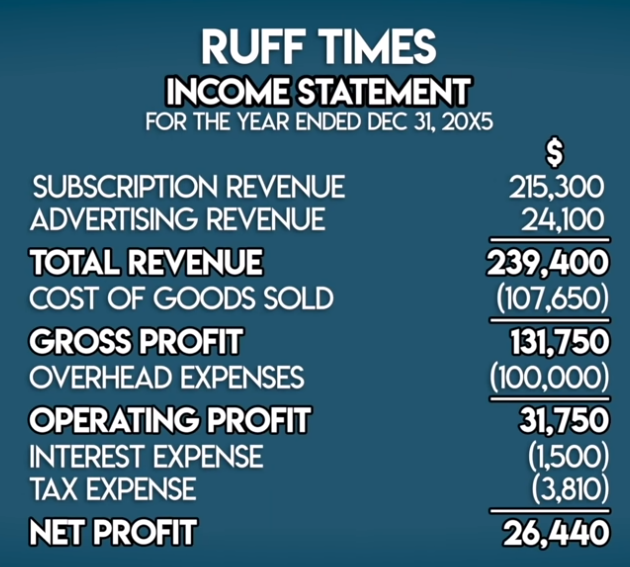 RUFF TIMES
INCOME STATEMENT
FOR THE YEAR ENDED DEC 31, 20X5
$
SUBSCRIPTION REVENUE 215,300
ADVERTISING REVENUE 24,100
TOTAL REVENUE 239,400
COST OF GOODS SOLD (107,650)
GROSS PROFIT 131,750
OVERHEAD EXPENSES (100,000)
OPERATING PROFIT 31,750
INTEREST EXPENSE (1,500)
TAX EXPENSE (3,810)
NET PROFIT 26,440